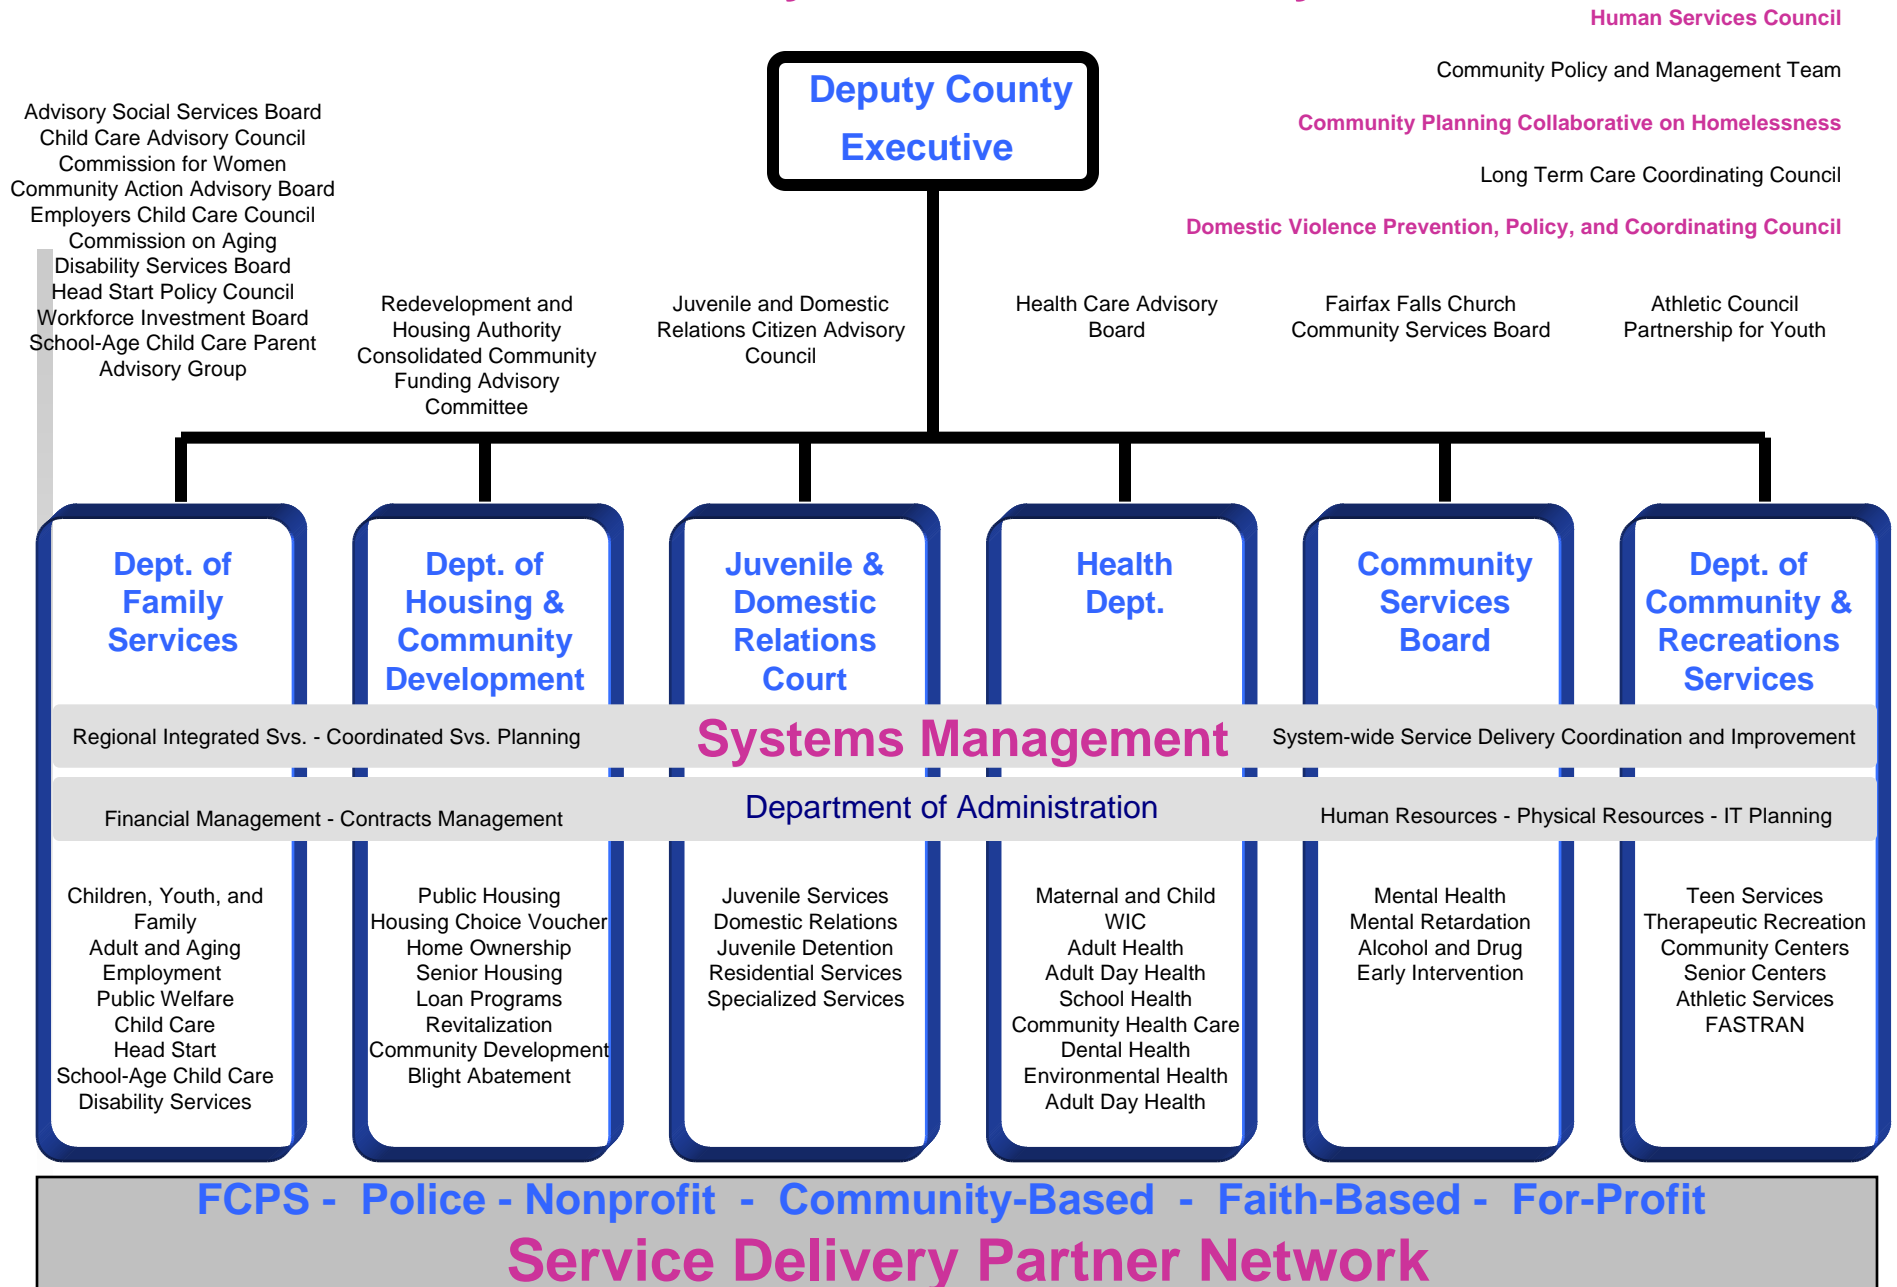 Human Services Council
Community Policy and Management Team
Community Planning Collaborative on Homelessness
Long Term Care Coordinating Council
Domestic Violence Prevention, Policy, and Coordinating Council
Deputy County
Executive
Advisory Social Services Board
Child Care Advisory Council
Commission for Women
Community Action Advisory Board
Employers Child Care Council
Commission on Aging
Disability Services Board
Head Start Policy Council
Workforce Investment Board
School-Age Child Care Parent
Advisory Group
Redevelopment and
Housing Authority
Consolidated Community
Funding Advisory
Committee
Juvenile and Domestic
Relations Citizen Advisory
Council
Health Care Advisory
Board
Fairfax Falls Church
Community Services Board
Athletic Council
Partnership for Youth
Dept. of
Family
Services
Dept. of
Housing &
Community
Development
Juvenile &
Domestic
Relations
Court
Health
Dept.
Community
Services
Board
Dept. of
Community &
Recreations
Services
Regional Integrated Svs. - Coordinated Svs. Planning
Systems Management
System-wide Service Delivery Coordination and Improvement
Financial Management - Contracts Management
Department of Administration
Human Resources - Physical Resources - IT Planning
Children, Youth, and
Family
Adult and Aging
Employment
Public Welfare
Child Care
Head Start
School-Age Child Care
Disability Services
Public Housing
Housing Choice Voucher
Home Ownership
Senior Housing
Loan Programs
Revitalization
Community Development
Blight Abatement
Juvenile Services
Domestic Relations
Juvenile Detention
Residential Services
Specialized Services
Maternal and Child
WIC
Adult Health
Adult Day Health
School Health
Community Health Care
Dental Health
Environmental Health
Adult Day Health
Mental Health
Mental Retardation
Alcohol and Drug
Early Intervention
Teen Services
Therapeutic Recreation
Community Centers
Senior Centers
Athletic Services
FASTRAN
FCPS - Police - Nonprofit - Community-Based - Faith-Based - For-Profit
Service Delivery Partner Network